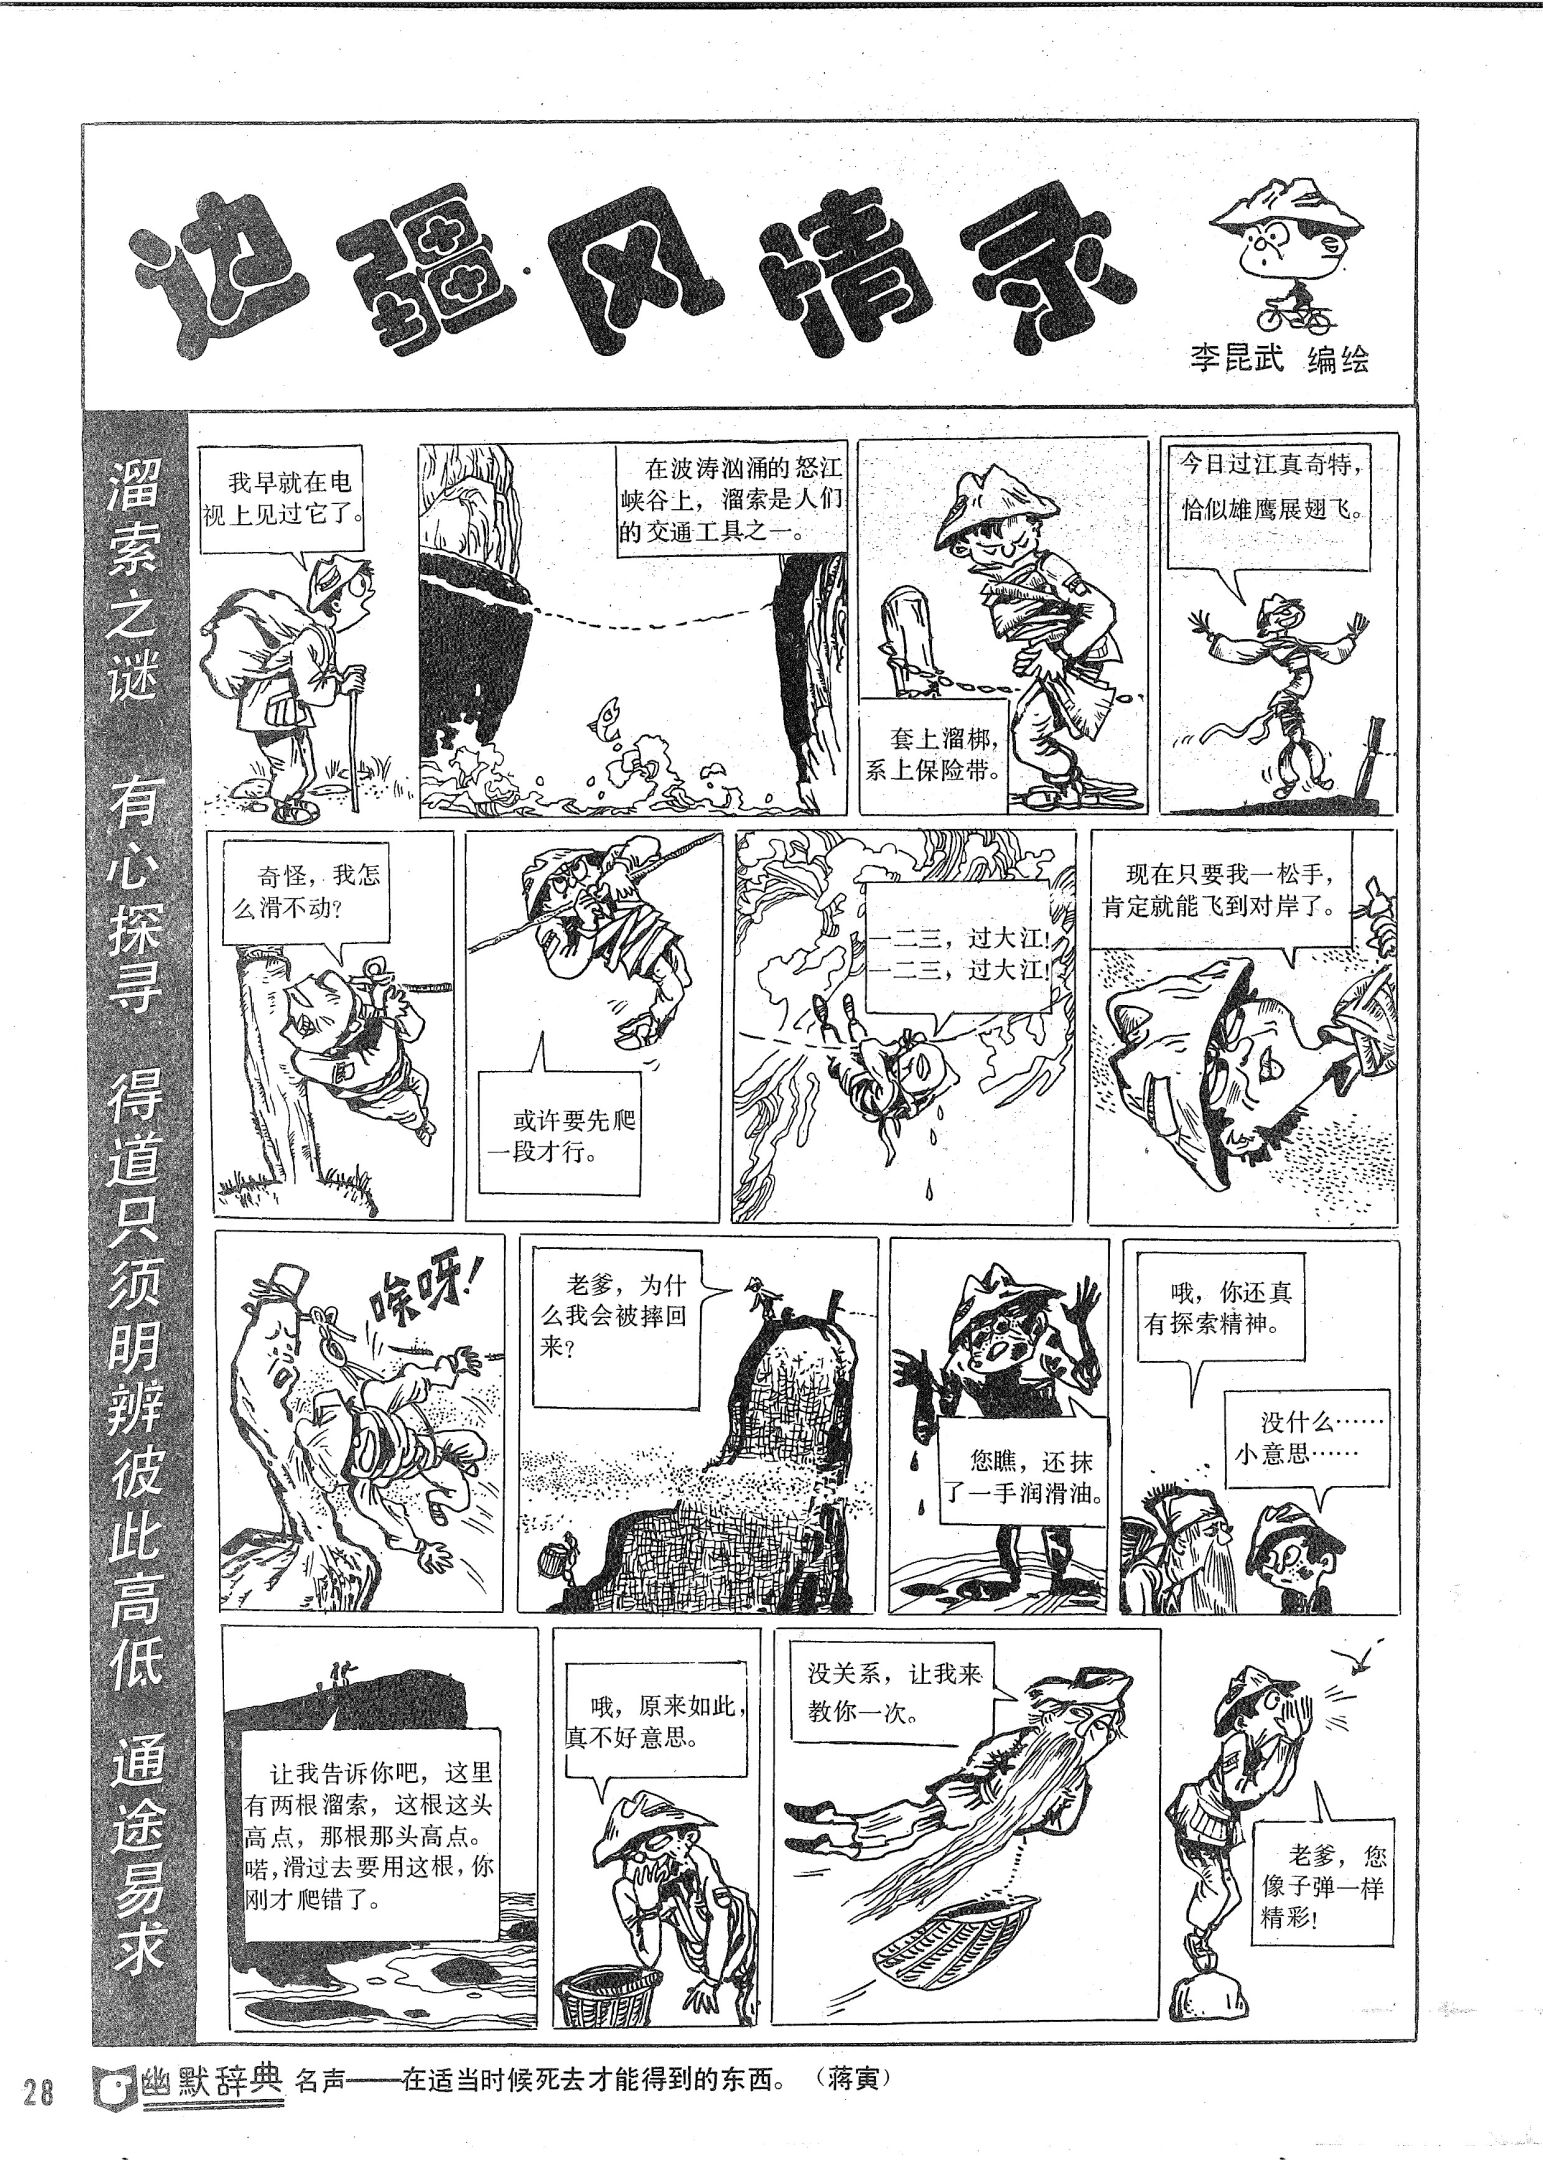 边疆风情录
李昆武 编绘
溜索之谜 有心探寻 得道只须明辨彼此高低 通途易求
我早就在电
视上见过它了。
在波涛汹涌的怒江
峡谷上，溜索是人们
的交通工具之一。
套上溜梆，
系上保险带。
今日过江真奇特，
恰似雄鹰展翅飞。
奇怪，我怎
么滑不动？
或许要先爬
一段才行。
一二三，过大江！
一二三，过大江！
现在只要我一松手，
肯定就能飞到对岸了。
唉呀！
老爹，为什
么我会被摔回
来？
您瞧，还抹
了一手润滑油。
哦，你还真
有探索精神。
没什么……
小意思……
让我告诉你吧，这里
有两根溜索，这根这头
高点，那根那头高点。
喏，滑过去要用这根，你
刚才爬错了。
哦，原来如此，
真不好意思。
没关系，让我来
教你一次。
老爹，您
像子弹一样
精彩！
28 幽默辞典 名声——在适当时候死去才能得到的东西。（蒋寅）